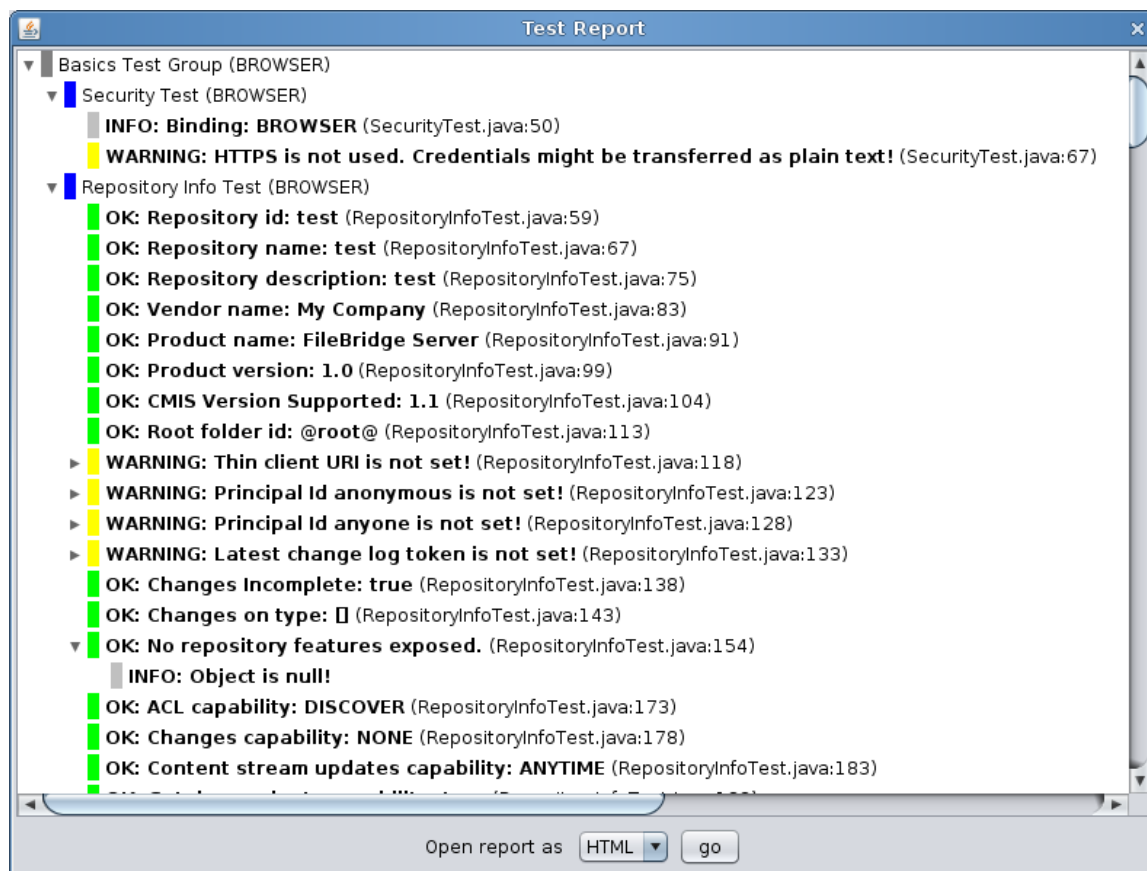 Test Report
Basics Test Group (BROWSER)
Security Test (BROWSER)
INFO: Binding: BROWSER (SecurityTest.java:50)
WARNING: HTTPS is not used. Credentials might be transferred as plain text! (SecurityTest.java:67)
Repository Info Test (BROWSER)
OK: Repository id: test (RepositoryInfoTest.java:59)
OK: Repository name: test (RepositoryInfoTest.java:67)
OK: Repository description: test (RepositoryInfoTest.java:75)
OK: Vendor name: My Company (RepositoryInfoTest.java:83)
OK: Product name: FileBridge Server (RepositoryInfoTest.java:91)
OK: Product version: 1.0 (RepositoryInfoTest.java:99)
OK: CMIS Version Supported: 1.1 (RepositoryInfoTest.java:104)
OK: Root folder id: @root@ (RepositoryInfoTest.java:113)
WARNING: Thin client URI is not set! (RepositoryInfoTest.java:118)
WARNING: Principal Id anonymous is not set! (RepositoryInfoTest.java:123)
WARNING: Principal Id anyone is not set! (RepositoryInfoTest.java:128)
WARNING: Latest change log token is not set! (RepositoryInfoTest.java:133)
OK: Changes Incomplete: true (RepositoryInfoTest.java:138)
OK: Changes on type: [] (RepositoryInfoTest.java:143)
OK: No repository features exposed. (RepositoryInfoTest.java:154)
INFO: Object is null!
OK: ACL capability: DISCOVER (RepositoryInfoTest.java:173)
OK: Changes capability: NONE (RepositoryInfoTest.java:178)
OK: Content stream updates capability: ANYTIME (RepositoryInfoTest.java:183)
Open report as HTML go